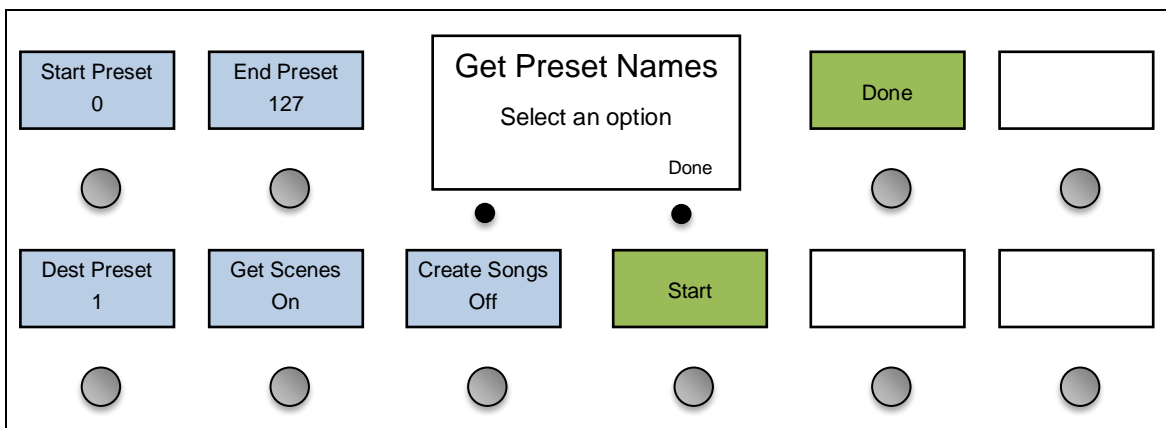 Start Preset
0
End Preset
127
Get Preset Names
Select an option
Done
Done
Dest Preset
1
Get Scenes
On
Create Songs
Off
Start